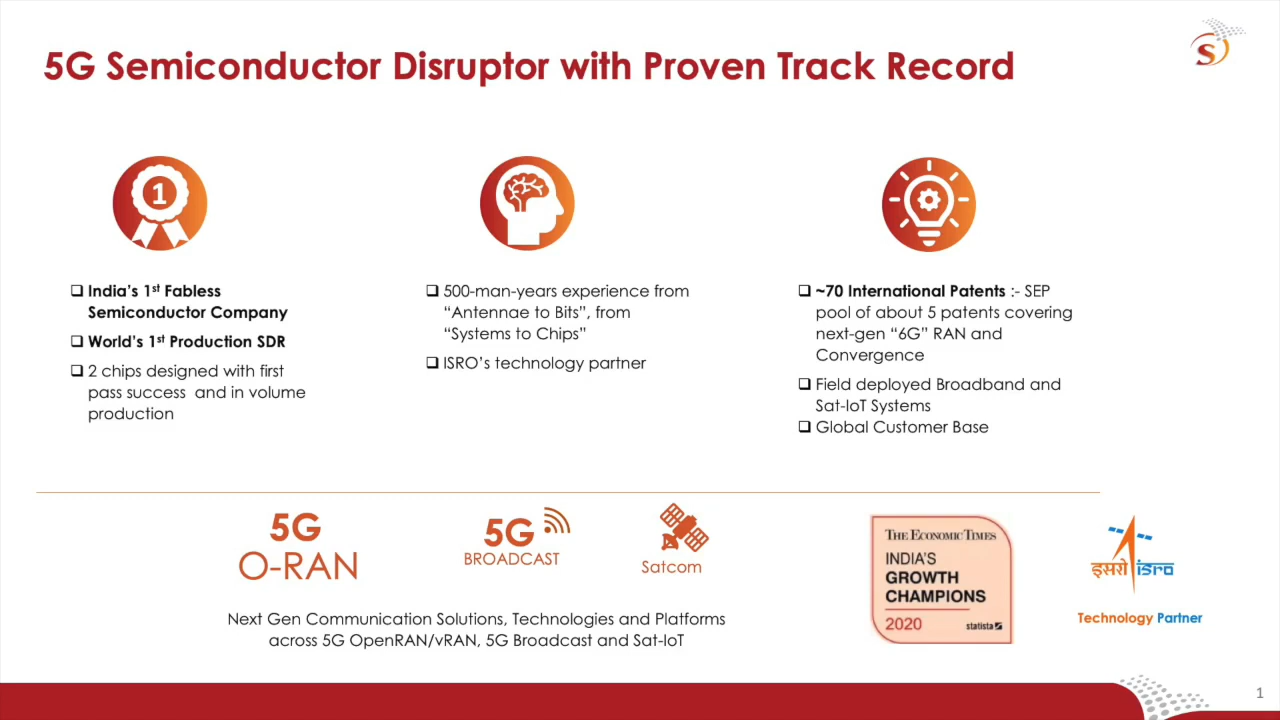 5G Semiconductor Disruptor with Proven Track Record
S
1
❑ India’s 1st Fabless
Semiconductor Company
❑ World’s 1st Production SDR
❑ 2 chips designed with first
pass success  and in volume
production
❑ 500-man-years experience from
“Antennae to Bits”, from
“Systems to Chips”
❑ ISRO’s technology partner
❑ ~70 International Patents :- SEP
pool of about 5 patents covering
next-gen “6G” RAN and
Convergence
❑ Field deployed Broadband and
Sat-IoT Systems
❑ Global Customer Base
5G
O-RAN
5G
BROADCAST
Satcom
Next Gen Communication Solutions, Technologies and Platforms
across 5G OpenRAN/vRAN, 5G Broadcast and Sat-IoT
THE ECONOMIC TIMES
INDIA’S
GROWTH
CHAMPIONS
2020
statista
इसरो isro
Technology Partner
1